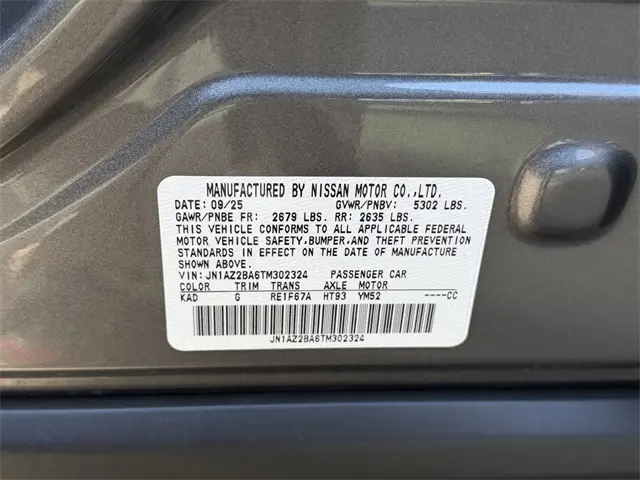 MANUFACTURED BY NISSAN MOTOR CO.,LTD.
DATE: 09/25 GVWR/PNBV: 5302 LBS.
GAWR/PNBE FR: 2679 LBS. RR: 2635 LBS.
THIS VEHICLE CONFORMS TO ALL APPLICABLE FEDERAL
MOTOR VEHICLE SAFETY,BUMPER,AND THEFT PREVENTION
STANDARDS IN EFFECT ON THE DATE OF MANUFACTURE
SHOWN ABOVE.
VIN: JN1AZ2BA6TM302324 PASSENGER CAR
COLOR TRIM TRANS AXLE MOTOR
KAD G RE1F67A HT93 YM52 ----CC
JN1AZ2BA6TM302324